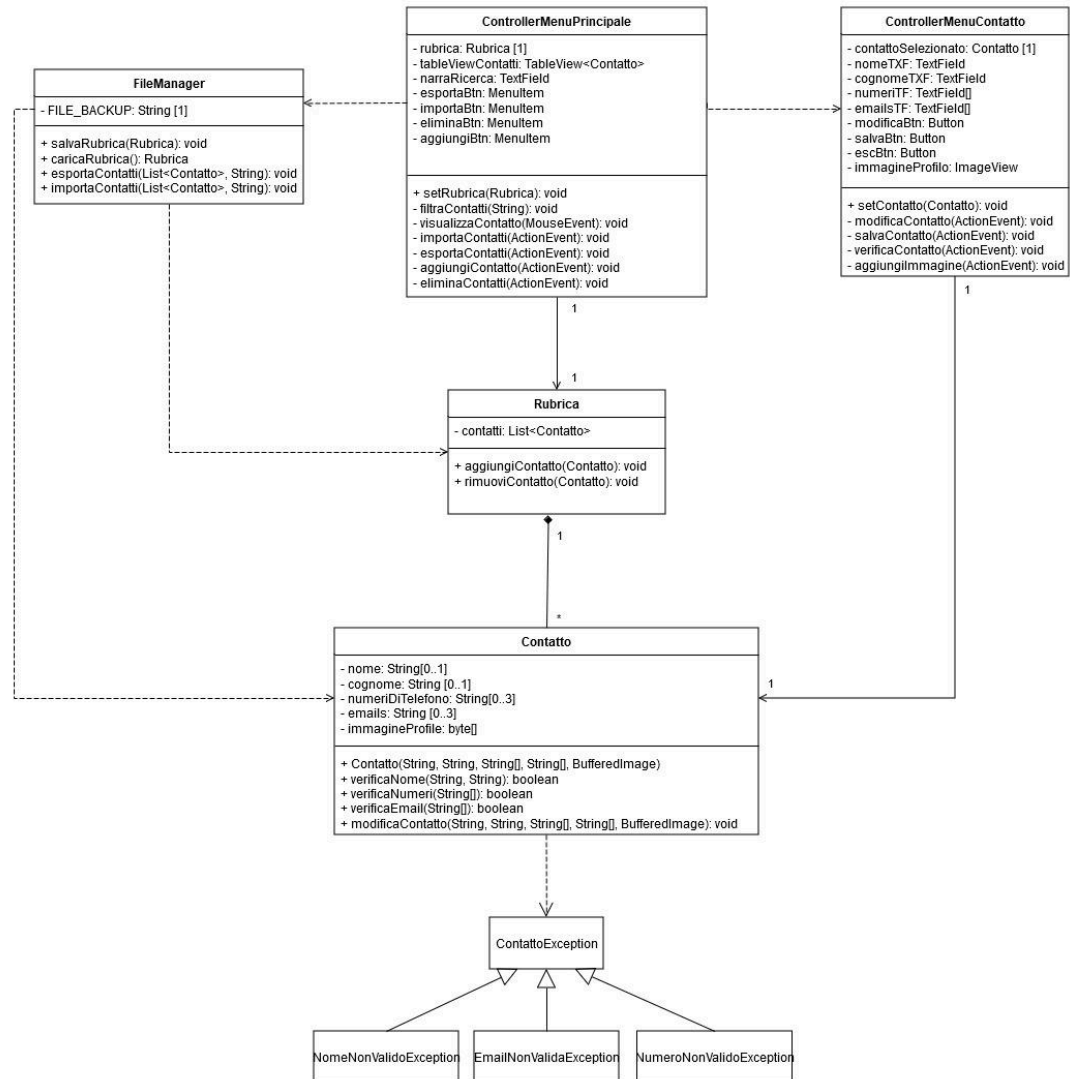 ControllerMenuPrincipale
- rubrica: Rubrica [1]
- tableViewContatti: TableView<Contatto>
- narraRicerca: TextField
- esportaBtn: MenuItem
- importaBtn: MenuItem
- eliminaBtn: MenuItem
- aggiungiBtn: MenuItem
+ setRubrica(Rubrica): void
- filtraContatti(String): void
- visualizzaContatto(MouseEvent): void
- importaContatti(ActionEvent): void
- esportaContatti(ActionEvent): void
- aggiungiContatto(ActionEvent): void
- eliminaContatti(ActionEvent): void
ControllerMenuContatto
- contattoSelezionato: Contatto [1]
- nomeTXF: TextField
- cognomeTXF: TextField
- numeriTF: TextField[]
- emailsTF: TextField[]
- modificaBtn: Button
- salvaBtn: Button
- escBtn: Button
- immagineProfilo: ImageView
+ setContatto(Contatto): void
- modificaContatto(ActionEvent): void
- salvaContatto(ActionEvent): void
- verificaContatto(ActionEvent): void
- aggiungiImmagine(ActionEvent): void
FileManager
- FILE_BACKUP: String [1]
+ salvaRubrica(Rubrica): void
+ caricaRubrica(): Rubrica
+ esportaContatti(List<Contatto>, String): void
+ importaContatti(List<Contatto>, String): void
1
1
1
Rubrica
- contatti: List<Contatto>
+ aggiungiContatto(Contatto): void
+ rimuoviContatto(Contatto): void
1
*
Contatto
- nome: String[0..1]
- cognome: String [0..1]
- numeriDiTelefono: String[0..3]
- emails: String [0..3]
- immagineProfile: byte[]
+ Contatto(String, String, String[], String[], BufferedImage)
+ verificaNome(String, String): boolean
+ verificaNumeri(String[]): boolean
+ verificaEmail(String[]): boolean
+ modificaContatto(String, String, String[], String[], BufferedImage): void
1
ContattoException
NomeNonValidoException
EmailNonValidaException
NumeroNonValidoException